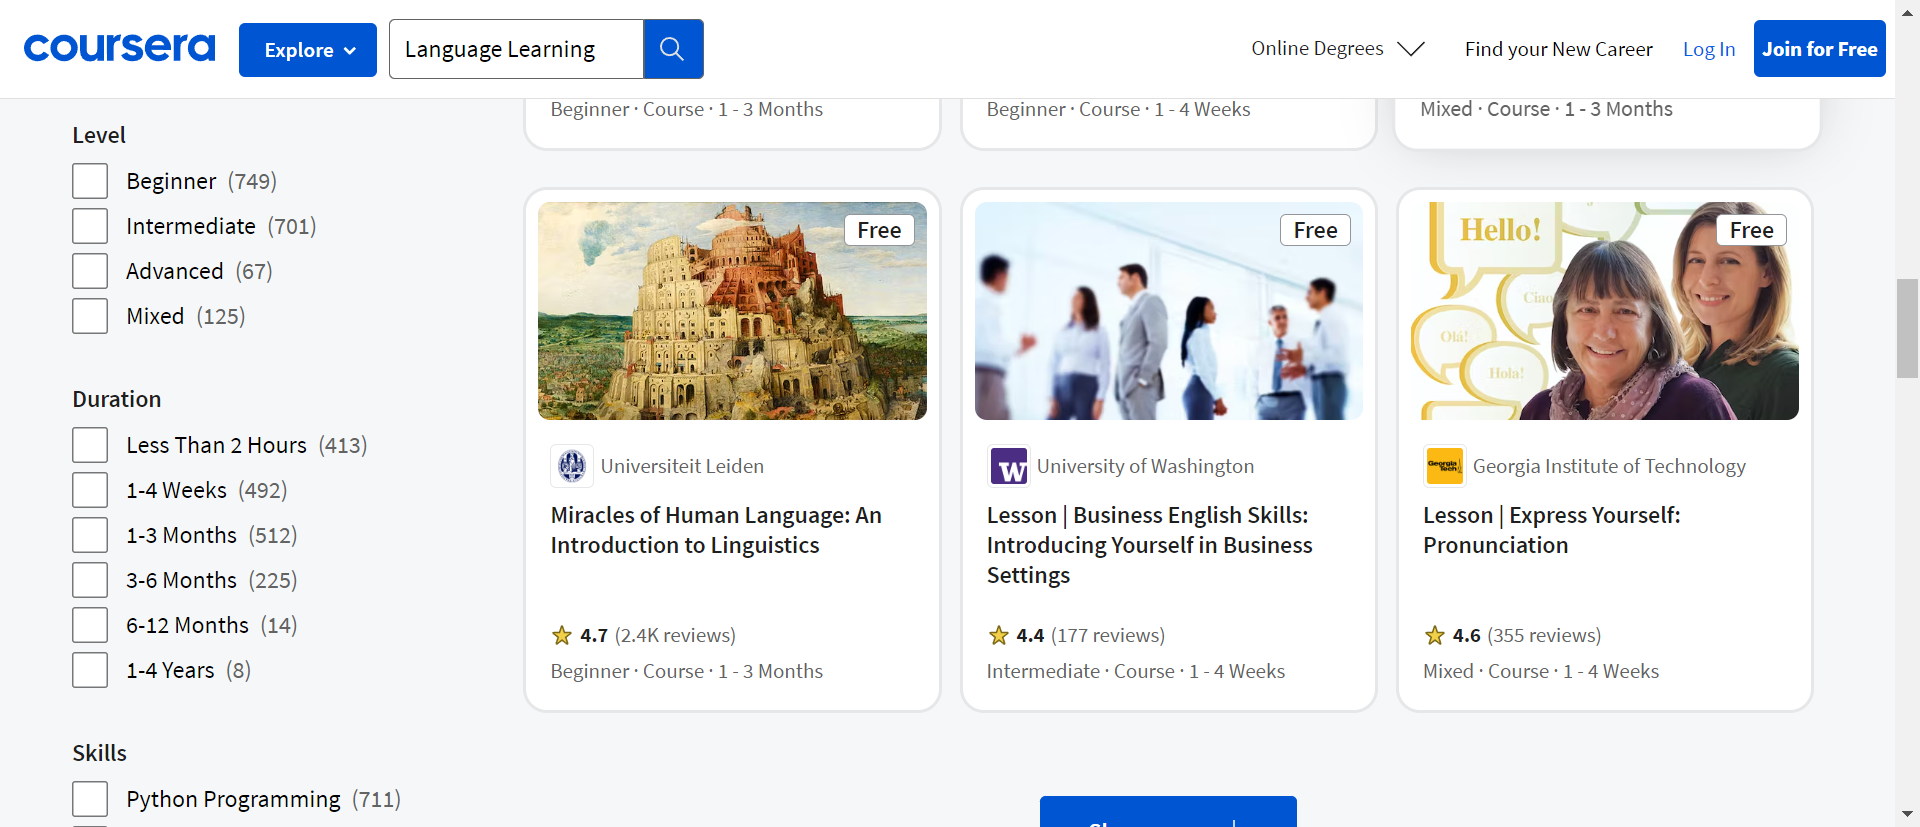 coursera
Explore
Language Learning
Online Degrees
Find your New Career
Log In
Join for Free
Level
Beginner (749)
Intermediate (701)
Advanced (67)
Mixed (125)
Duration
Less Than 2 Hours (413)
1-4 Weeks (492)
1-3 Months (512)
3-6 Months (225)
6-12 Months (14)
1-4 Years (8)
Skills
Python Programming (711)
Beginner · Course · 1 - 3 Months
Beginner · Course · 1 - 4 Weeks
Mixed · Course · 1 - 3 Months
Free
Universiteit Leiden
Miracles of Human Language: An
Introduction to Linguistics
4.7 (2.4K reviews)
Beginner · Course · 1 - 3 Months
Free
W
University of Washington
Lesson | Business English Skills:
Introducing Yourself in Business
Settings
4.4 (177 reviews)
Intermediate · Course · 1 - 4 Weeks
Hello!
Free
Ciao
Olá!
Hola!
Georgia
Tech
Georgia Institute of Technology
Lesson | Express Yourself:
Pronunciation
4.6 (355 reviews)
Mixed · Course · 1 - 4 Weeks